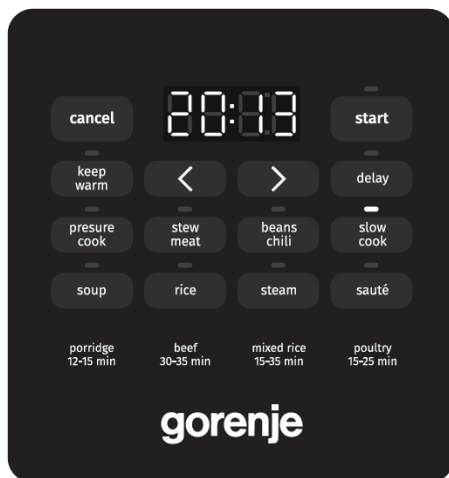 20:13
cancel
start
keep
warm
<
>
delay
presure
cook
stew
meat
beans
chili
slow
cook
soup
rice
steam
sauté
porridge
12-15 min
beef
30-35 min
mixed rice
15-35 min
poultry
15-25 min
gorenje